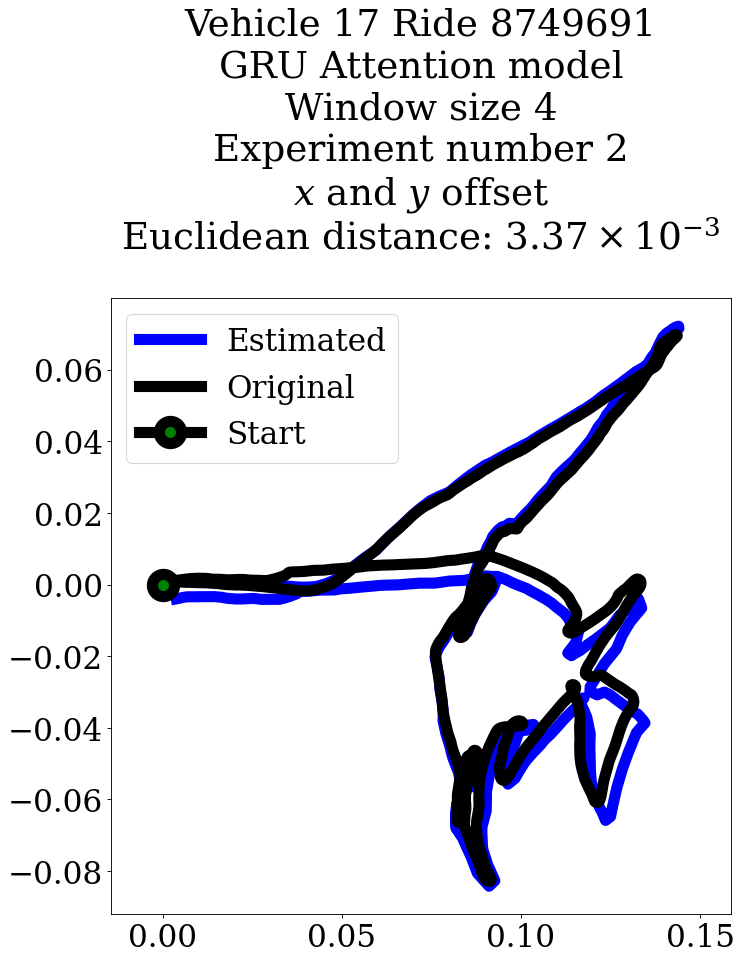 Vehicle 17 Ride 8749691
GRU Attention model
Window size 4
Experiment number 2
x and y offset
Euclidean distance: 3.37 × 10⁻³
Estimated
Original
Start
0.06
0.04
0.02
0.00
−0.02
−0.04
−0.06
−0.08
0.00 0.05 0.10 0.15